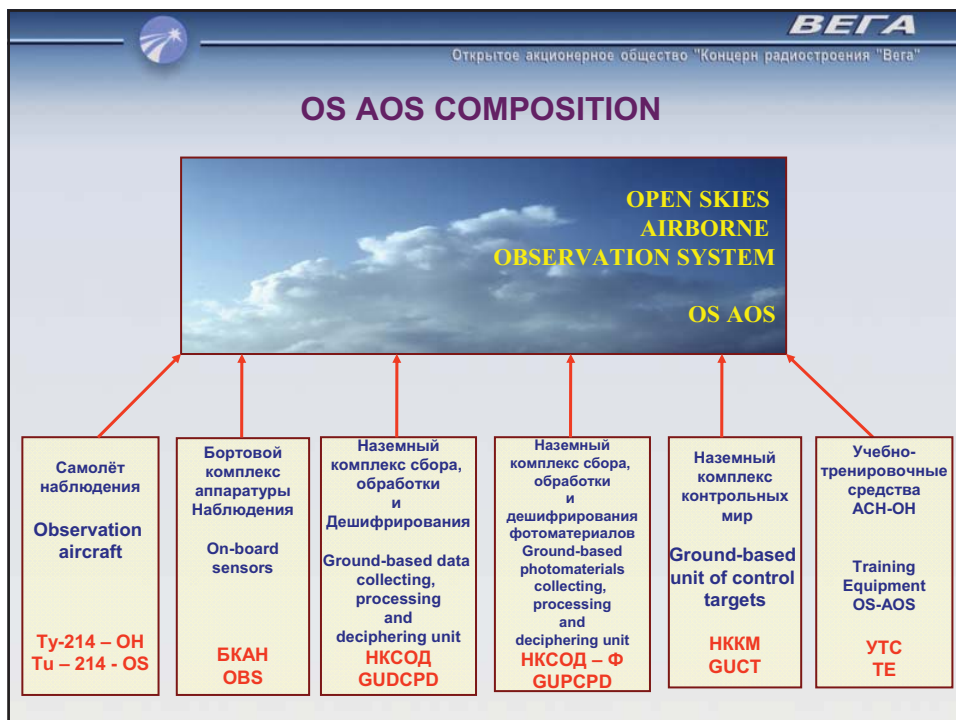 ВЕГА
Открытое акционерное общество "Концерн радиостроения "Вега"
OS AOS COMPOSITION
OPEN SKIES
AIRBORNE
OBSERVATION SYSTEM
OS AOS
Самолёт
наблюдения
Observation
aircraft
Ту-214 – ОН
Tu – 214 - OS
Бортовой
комплекс
аппаратуры
Наблюдения
On-board
sensors
БКАН
OBS
Наземный
комплекс сбора,
обработки
и
Дешифрирования
Ground-based data
collecting,
processing
and
deciphering unit
НКСОД
GUDCPD
Наземный
комплекс сбора,
обработки
и
дешифрирования
фотоматериалов
Ground-based
photomaterials
collecting,
processing
and
deciphering unit
НКСОД – Ф
GUPCPD
Наземный
комплекс
контрольных
мир
Ground-based
unit of control
targets
НККМ
GUCT
Учебно-
тренировочные
средства
АСН-ОН
Training
Equipment
OS-AOS
УТС
TE